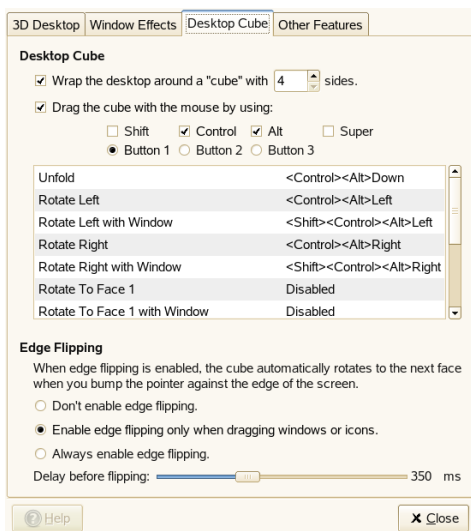 3D Desktop Window Effects Desktop Cube Other Features
Desktop Cube
Wrap the desktop around a "cube" with 4 sides.
Drag the cube with the mouse by using:
Shift Control Alt Super
Button 1 Button 2 Button 3
Unfold <Control><Alt>Down
Rotate Left <Control><Alt>Left
Rotate Left with Window <Shift><Control><Alt>Left
Rotate Right <Control><Alt>Right
Rotate Right with Window <Shift><Control><Alt>Right
Rotate To Face 1 Disabled
Rotate To Face 1 with Window Disabled
Edge Flipping
When edge flipping is enabled, the cube automatically rotates to the next face
when you bump the pointer against the edge of the screen.
Don't enable edge flipping.
Enable edge flipping only when dragging windows or icons.
Always enable edge flipping.
Delay before flipping: 350 ms
Help Close